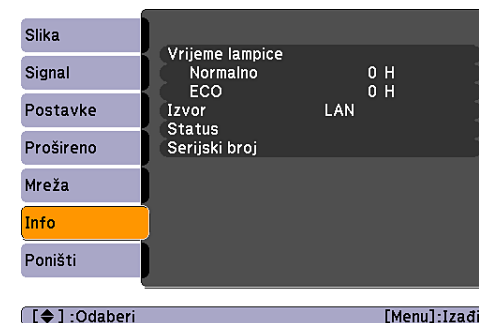 Slika
Signal
Postavke
Prošireno
Mreža
Info
Poništi
Vrijeme lampice
Normalno 0 H
ECO 0 H
Izvor LAN
Status
Serijski broj
[◆] :Odaberi [Menu]:Izađi